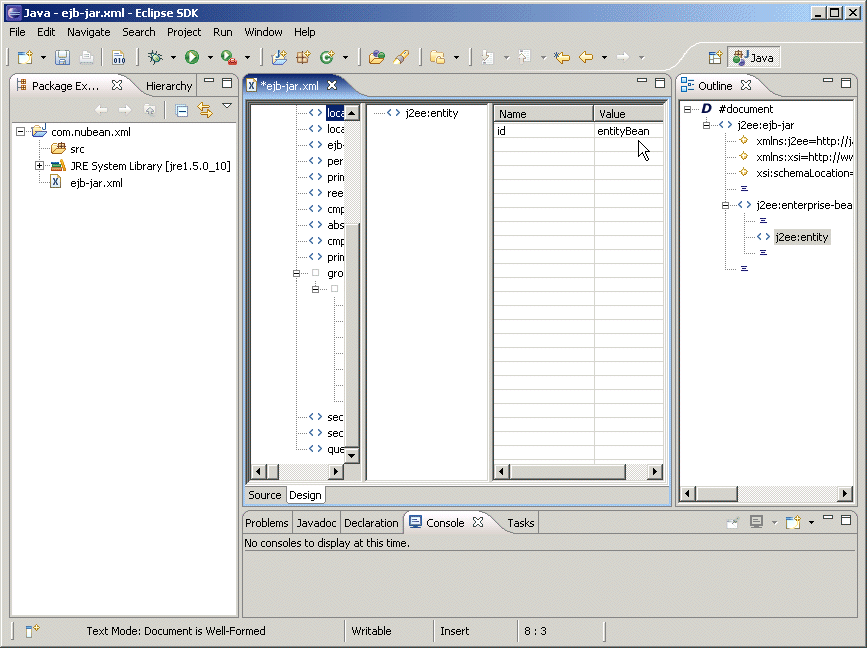 Java - ejb-jar.xml - Eclipse SDK
File Edit Navigate Search Project Run Window Help
Java
Package Ex... Hierarchy
com.nubean.xml
src
JRE System Library [jre1.5.0_10]
ejb-jar.xml
*ejb-jar.xml
loca
loca
ejb-
per
prin
ree
cmp
abs
cmp
prin
gro
sec
sec
que
j2ee:entity
Name Value
id entityBean
Source Design
Outline
#document
j2ee:ejb-jar
xmlns:j2ee=http://j
xmlns:xsi=http://ww
xsi:schemaLocation=
j2ee:enterprise-bea
j2ee:entity
Problems Javadoc Declaration Console Tasks
No consoles to display at this time.
Text Mode: Document is Well-Formed Writable Insert 8 : 3